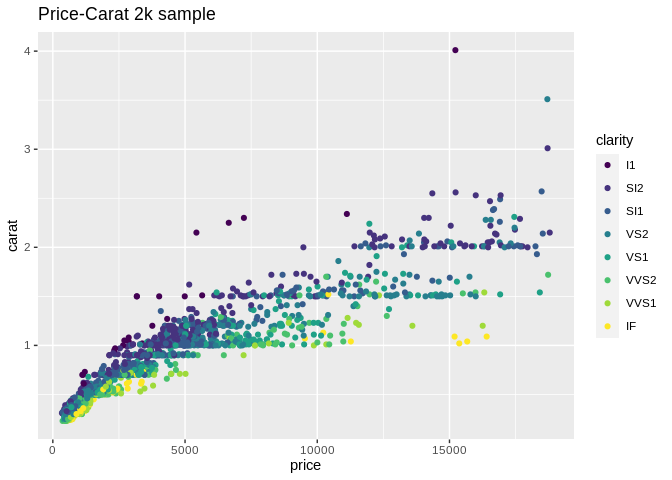 Price-Carat 2k sample
4
3
2
1
carat
0
5000
10000
15000
price
clarity
I1
SI2
SI1
VS2
VS1
VVS2
VVS1
IF